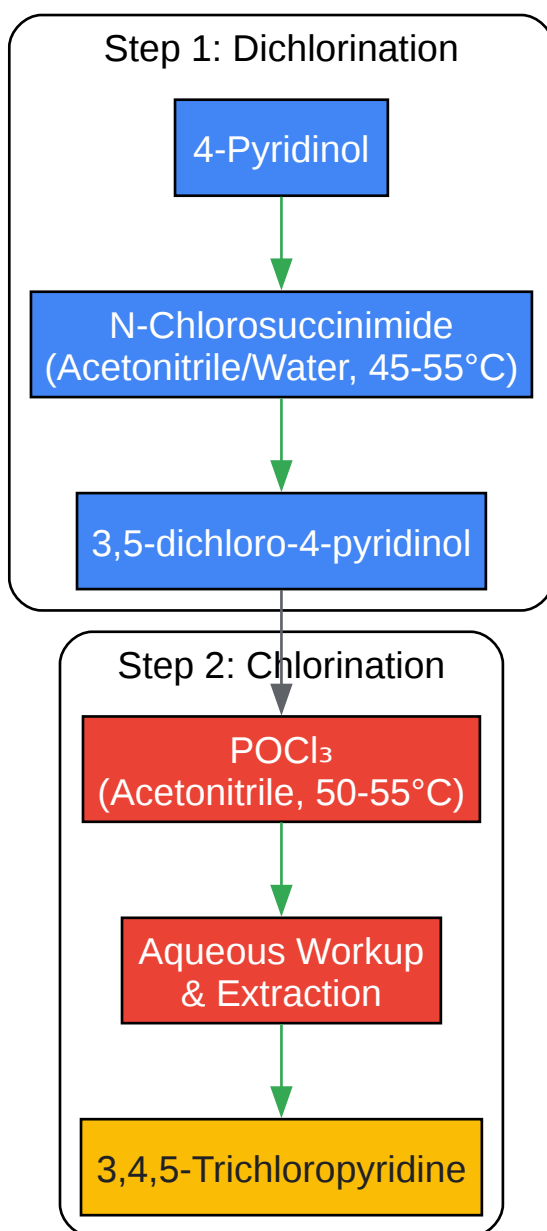 Step 1: Dichlorination
4-Pyridinol
N-Chlorosuccinimide
(Acetonitrile/Water, 45-55°C)
3,5-dichloro-4-pyridinol
Step 2: Chlorination
POCl₃
(Acetonitrile, 50-55°C)
Aqueous Workup
& Extraction
3,4,5-Trichloropyridine